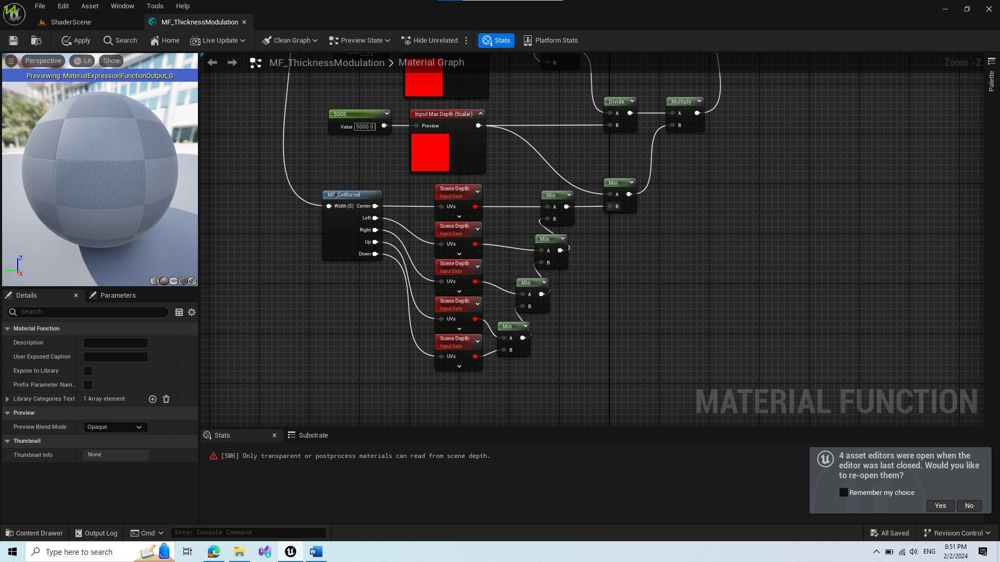 File Edit Asset Window Tools Help
ShaderScene
MF_ThicknessModulation
Apply
Search
Home
Live Update
Clean Graph
Preview State
Hide Unrelated
Stats
Platform Stats
Perspective
Lit
Show
Previewing: MaterialExpressionFunctionOutput_0
MF_ThicknessModulation
Material Graph
Zoom -2
Palette
B
Divide
A
B
Multiply
A
B
5000
Value 5000.0
Input Max Depth (Scalar)
Preview
MF_GetKernel
Width (S) Center
Left
Right
Up
Down
Scene Depth
Input Data
UVs
Scene Depth
Input Data
UVs
Scene Depth
Input Data
UVs
Scene Depth
Input Data
UVs
Scene Depth
Input Data
UVs
Min
A
B
Min
A
B
Min
A
B
Min
A
B
Min
A
B
Z
X
Details
Parameters
Search
Material Function
Description
User Exposed Caption
Expose to Library
Prefix Parameter Nam...
Library Categories Text 1 Array element
Preview
Preview Blend Mode Opaque
Thumbnail
Thumbnail Info None
MATERIAL FUNCTION
Stats
Substrate
[SM6] Only transparent or postprocess materials can read from scene depth.
4 asset editors were open when the
editor was last closed. Would you like
to re-open them?
Remember my choice
Yes No
Content Drawer
Output Log
Cmd
Enter Console Command
All Saved
Revision Control
Type here to search
ENG
8:51 PM
2/2/2024